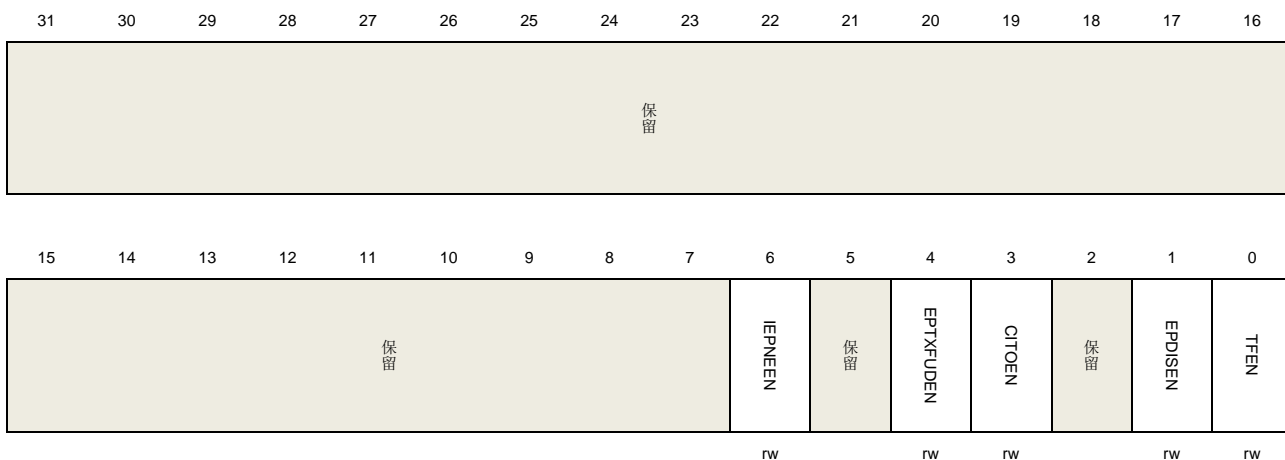 31 30 29 28 27 26 25 24 23 22 21 20 19 18 17 16
保留
15 14 13 12 11 10 9 8 7 6 5 4 3 2 1 0
保留 IEPNEEN 保留 EPTXFUDEN CITOEN 保留 EPDISEN TFEN
rw rw rw rw rw